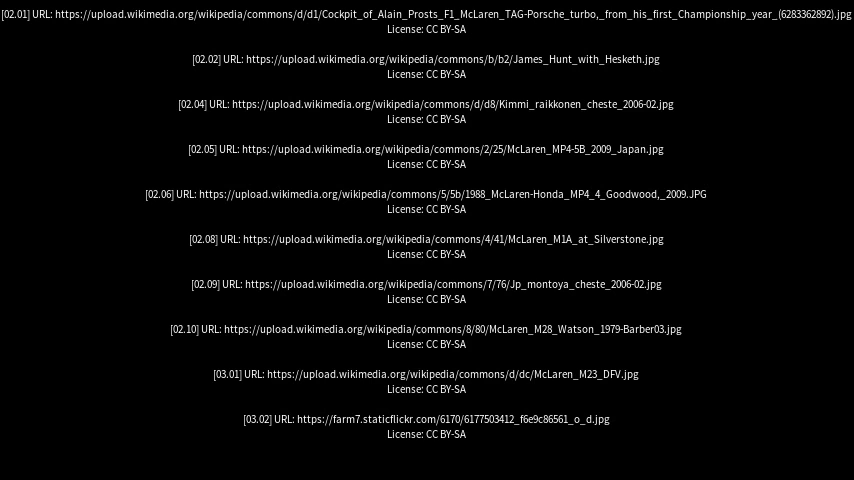 [02.01] URL: https://upload.wikimedia.org/wikipedia/commons/d/d1/Cockpit_of_Alain_Prosts_F1_McLaren_TAG-Porsche_turbo,_from_his_first_Championship_year_(6283362892).jpg
License: CC BY-SA
[02.02] URL: https://upload.wikimedia.org/wikipedia/commons/b/b2/James_Hunt_with_Hesketh.jpg
License: CC BY-SA
[02.04] URL: https://upload.wikimedia.org/wikipedia/commons/d/d8/Kimmi_raikkonen_cheste_2006-02.jpg
License: CC BY-SA
[02.05] URL: https://upload.wikimedia.org/wikipedia/commons/2/25/McLaren_MP4-5B_2009_Japan.jpg
License: CC BY-SA
[02.06] URL: https://upload.wikimedia.org/wikipedia/commons/5/5b/1988_McLaren-Honda_MP4_4_Goodwood,_2009.JPG
License: CC BY-SA
[02.08] URL: https://upload.wikimedia.org/wikipedia/commons/4/41/McLaren_M1A_at_Silverstone.jpg
License: CC BY-SA
[02.09] URL: https://upload.wikimedia.org/wikipedia/commons/7/76/Jp_montoya_cheste_2006-02.jpg
License: CC BY-SA
[02.10] URL: https://upload.wikimedia.org/wikipedia/commons/8/80/McLaren_M28_Watson_1979-Barber03.jpg
License: CC BY-SA
[03.01] URL: https://upload.wikimedia.org/wikipedia/commons/d/dc/McLaren_M23_DFV.jpg
License: CC BY-SA
[03.02] URL: https://farm7.staticflickr.com/6170/6177503412_f6e9c86561_o_d.jpg
License: CC BY-SA